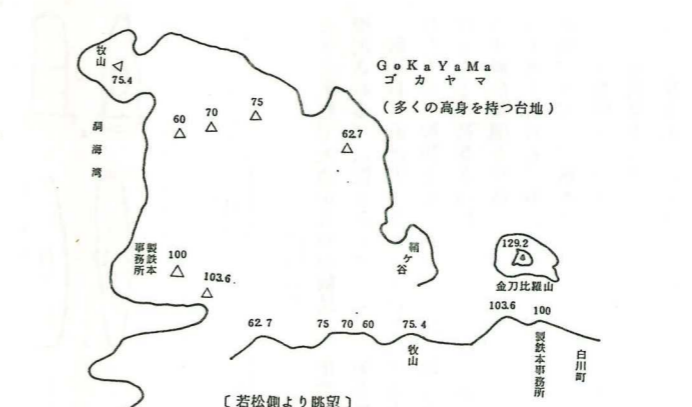 牧山
75.4
GoKaYaMa
ゴカヤマ
(多くの高身を持つ台地)
洞海湾
60
70
75
62.7
製鉄本
事務所
100
103.6
鞘ヶ谷
129.2
金刀比羅山
62.7 75 70 60 75.4 103.6 100
牧山
製鉄本事務所
白川町
〔若松側より眺望〕